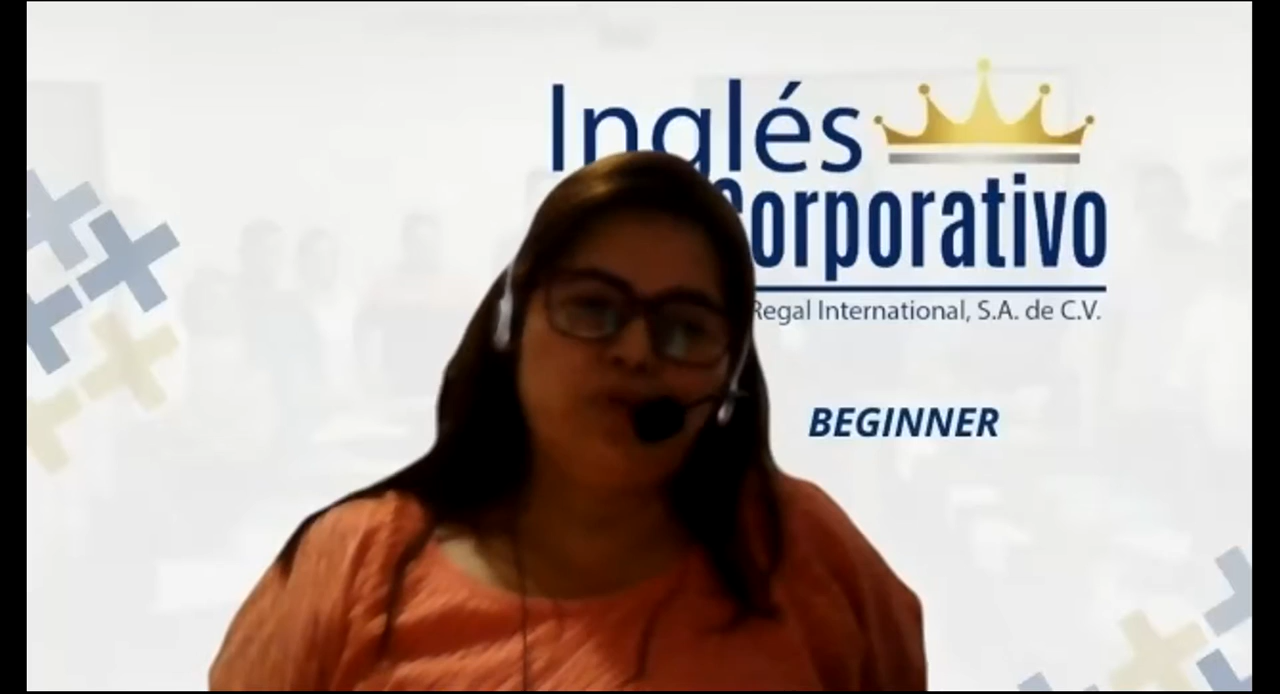 Inglés
Corporativo
Regal International, S.A. de C.V.
BEGINNER